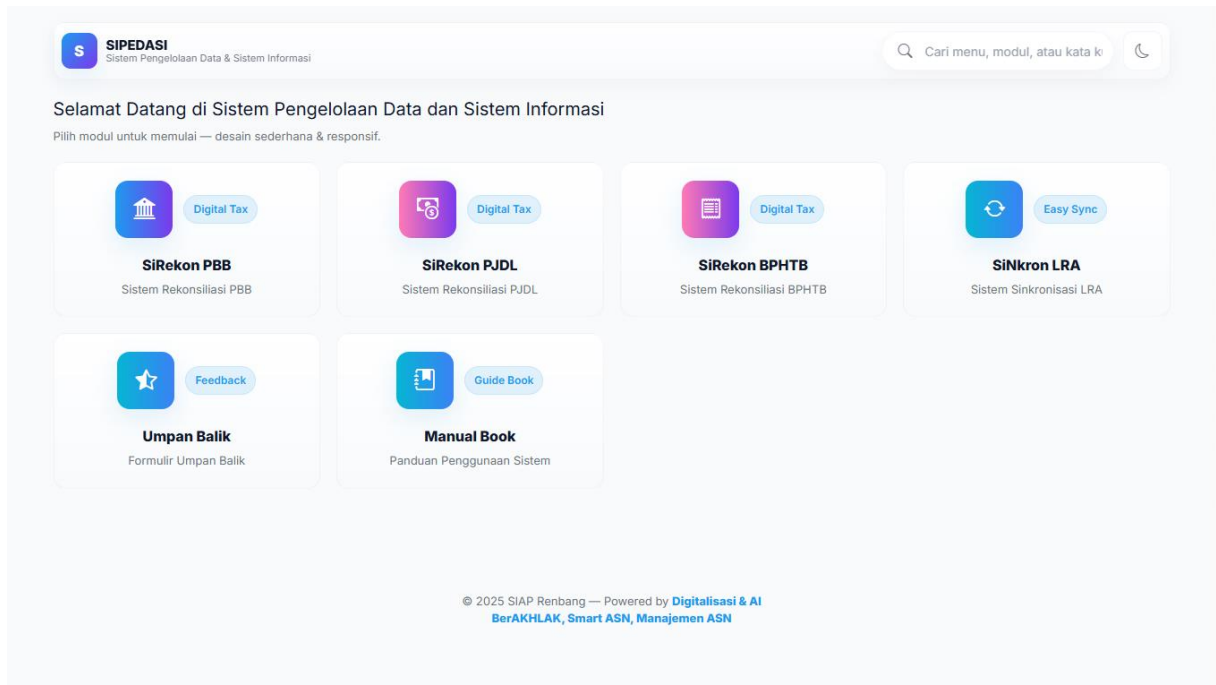 S
SIPEDASI
Sistem Pengelolaan Data & Sistem Informasi
Cari menu, modul, atau kata
Selamat Datang di Sistem Pengelolaan Data dan Sistem Informasi
Pilih modul untuk memulai — desain sederhana & responsif.
Digital Tax
SiRekon PBB
Sistem Rekonsiliasi PBB
Digital Tax
SiRekon PJDL
Sistem Rekonsiliasi PJDL
Digital Tax
SiRekon BPHTB
Sistem Rekonsiliasi BPHTB
Easy Sync
SiNkron LRA
Sistem Sinkronisasi LRA
Feedback
Umpan Balik
Formulir Umpan Balik
Guide Book
Manual Book
Panduan Penggunaan Sistem
© 2025 SIAP Renbang — Powered by Digitalisasi & AI
BerAKHLAK, Smart ASN, Manajemen ASN